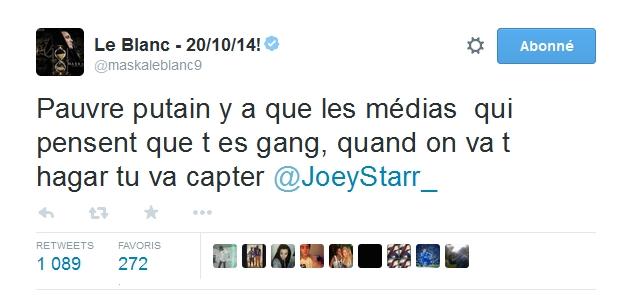 Le Blanc - 20/10/14!
@maskaleblanc9
Abonné
Pauvre putain y a que les médias qui
pensent que t es gang, quand on va t
hagar tu va capter @JoeyStarr_
RETWEETS FAVORIS
1 089 272